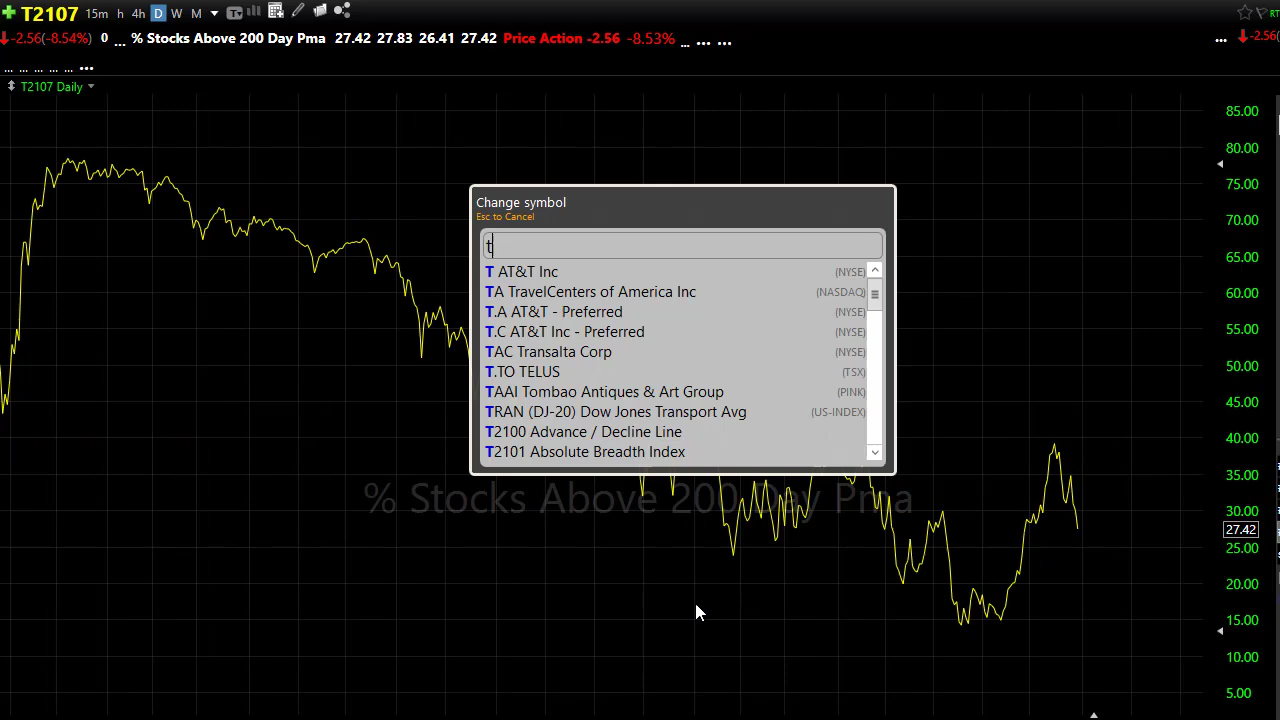 T2107 15m h 4h D W M T
-2.56(-8.54%) 0 ... % Stocks Above 200 Day Pma 27.42 27.83 26.41 27.42 Price Action -2.56 -8.53% ... ... ... ... -2.56(
... ... ... ... ... ...
T2107 Daily
85.00
80.00
75.00
70.00
65.00
60.00
55.00
50.00
45.00
40.00
35.00
30.00
27.42
25.00
20.00
15.00
10.00
5.00
Change symbol
Esc to Cancel
t
T AT&T Inc (NYSE)
TA TravelCenters of America Inc (NASDAQ)
T.A AT&T - Preferred (NYSE)
T.C AT&T Inc - Preferred (NYSE)
TAC Transalta Corp (NYSE)
T.TO TELUS (TSX)
TAAI Tombao Antiques & Art Group (PINK)
TRAN (DJ-20) Dow Jones Transport Avg (US-INDEX)
T2100 Advance / Decline Line
T2101 Absolute Breadth Index
% Stocks Above 200 Day Pma